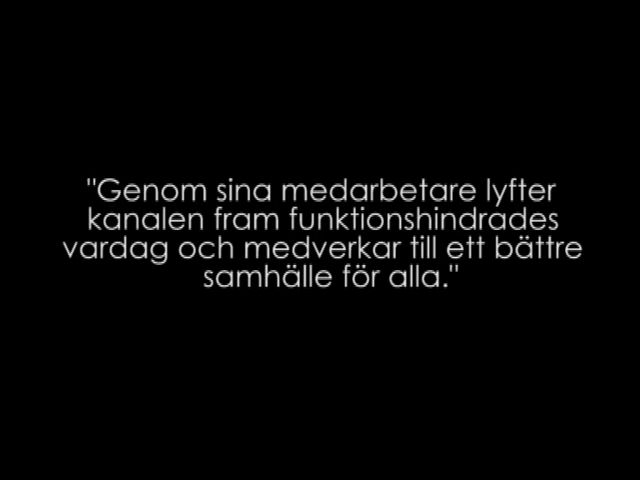 "Genom sina medarbetare lyfter
kanalen fram funktionshindrades
vardag och medverkar till ett bättre
samhälle för alla."